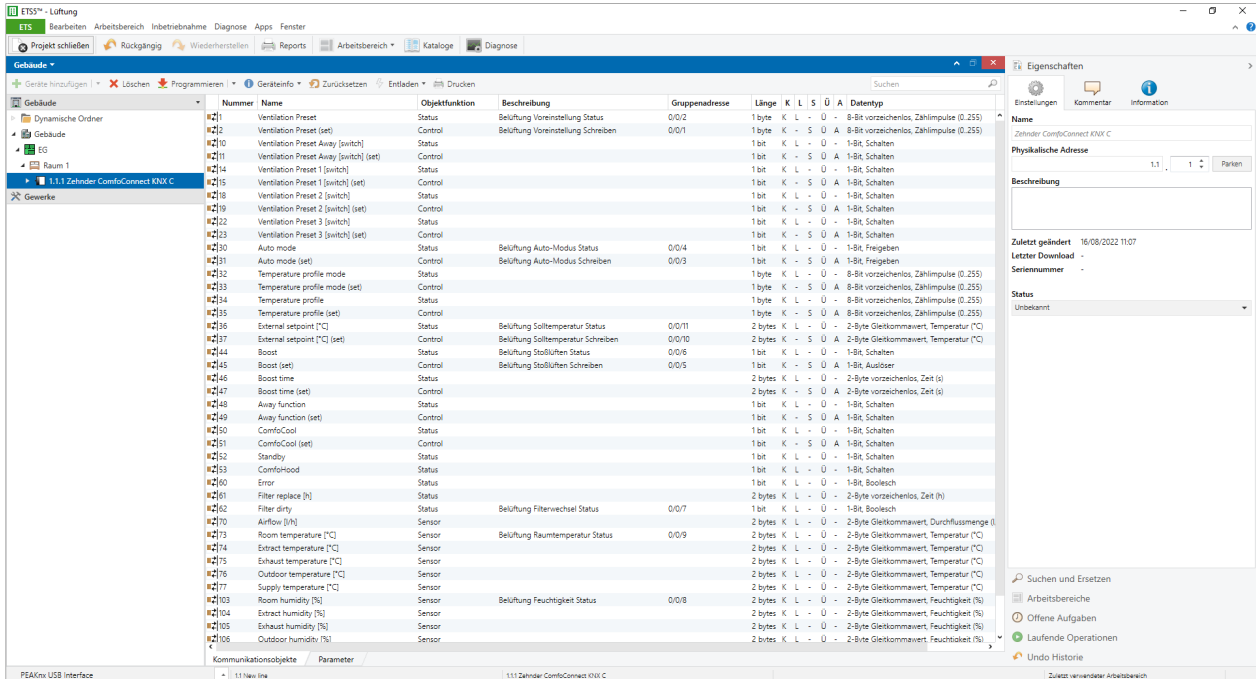 ETS5™ - Lüftung
ETS Bearbeiten Arbeitsbereich Inbetriebnahme Diagnose Apps Fenster
Projekt schließen Rückgängig Wiederherstellen Reports Arbeitsbereich Kataloge Diagnose
Gebäude
Geräte hinzufügen Löschen Programmieren Geräteinfo Zurücksetzen Entladen Drucken Suchen
Gebäude
Dynamische Ordner
Gebäude
EG
Raum 1
1.1.1 Zehnder ComfoConnect KNX C
Gewerke
Nummer Name Objektfunktion Beschreibung Gruppenadresse Länge K L S Ü A Datentyp
1 Ventilation Preset Status Belüftung Voreinstellung Status 0/0/2 1 byte K L - Ü - 8-Bit vorzeichenlos, Zählimpulse (0..255)
2 Ventilation Preset (set) Control Belüftung Voreinstellung Schreiben 0/0/1 1 byte K - S Ü A 8-Bit vorzeichenlos, Zählimpulse (0..255)
10 Ventilation Preset Away [switch] Status 1 bit K L - Ü - 1-Bit, Schalten
11 Ventilation Preset Away [switch] (set) Control 1 bit K - S Ü A 1-Bit, Schalten
14 Ventilation Preset 1 [switch] Status 1 bit K L - Ü - 1-Bit, Schalten
15 Ventilation Preset 1 [switch] (set) Control 1 bit K - S Ü A 1-Bit, Schalten
18 Ventilation Preset 2 [switch] Status 1 bit K L - Ü - 1-Bit, Schalten
19 Ventilation Preset 2 [switch] (set) Control 1 bit K - S Ü A 1-Bit, Schalten
22 Ventilation Preset 3 [switch] Status 1 bit K L - Ü - 1-Bit, Schalten
23 Ventilation Preset 3 [switch] (set) Control 1 bit K - S Ü A 1-Bit, Schalten
30 Auto mode Status Belüftung Auto-Modus Status 0/0/4 1 bit K L - Ü - 1-Bit, Freigeben
31 Auto mode (set) Control Belüftung Auto-Modus Schreiben 0/0/3 1 bit K - S Ü A 1-Bit, Freigeben
32 Temperature profile mode Status 1 byte K L - Ü - 8-Bit vorzeichenlos, Zählimpulse (0..255)
33 Temperature profile mode (set) Control 1 byte K - S Ü A 8-Bit vorzeichenlos, Zählimpulse (0..255)
34 Temperature profile Status 1 byte K L - Ü - 8-Bit vorzeichenlos, Zählimpulse (0..255)
35 Temperature profile (set) Control 1 byte K - S Ü A 8-Bit vorzeichenlos, Zählimpulse (0..255)
36 External setpoint [°C] Status Belüftung Solltemperatur Status 0/0/11 2 bytes K L - Ü - 2-Byte Gleitkommawert, Temperatur (°C)
37 External setpoint [°C] (set) Control Belüftung Solltemperatur Schreiben 0/0/10 2 bytes K - S Ü A 2-Byte Gleitkommawert, Temperatur (°C)
44 Boost Status Belüftung Stoßlüften Status 0/0/6 1 bit K L - Ü - 1-Bit, Schalten
45 Boost (set) Control Belüftung Stoßlüften Schreiben 0/0/5 1 bit K - S Ü A 1-Bit, Auslöser
46 Boost time Status 2 bytes K L - Ü - 2-Byte vorzeichenlos, Zeit (s)
47 Boost time (set) Control 2 bytes K - S Ü A 2-Byte vorzeichenlos, Zeit (s)
48 Away function Status 1 bit K L - Ü - 1-Bit, Schalten
49 Away function (set) Control 1 bit K - S Ü A 1-Bit, Schalten
50 ComfoCool Status 1 bit K L - Ü - 1-Bit, Schalten
51 ComfoCool (set) Control 1 bit K - S Ü A 1-Bit, Schalten
52 Standby Status 1 bit K L - Ü - 1-Bit, Schalten
53 ComfoHood Status 1 bit K L - Ü - 1-Bit, Schalten
60 Error Status 1 bit K L - Ü - 1-Bit, Boolesch
61 Filter replace [h] Status 2 bytes K L - Ü - 2-Byte vorzeichenlos, Zeit (h)
62 Filter dirty Status Belüftung Filterwechsel Status 0/0/7 1 bit K L - Ü - 1-Bit, Boolesch
70 Airflow [l/h] Sensor 2 bytes K L - Ü - 2-Byte Gleitkommawert, Durchflussmenge (l
73 Room temperature [°C] Sensor Belüftung Raumtemperatur Status 0/0/9 2 bytes K L - Ü - 2-Byte Gleitkommawert, Temperatur (°C)
74 Extract temperature [°C] Sensor 2 bytes K L - Ü - 2-Byte Gleitkommawert, Temperatur (°C)
75 Exhaust temperature [°C] Sensor 2 bytes K L - Ü - 2-Byte Gleitkommawert, Temperatur (°C)
76 Outdoor temperature [°C] Sensor 2 bytes K L - Ü - 2-Byte Gleitkommawert, Temperatur (°C)
77 Supply temperature [°C] Sensor 2 bytes K L - Ü - 2-Byte Gleitkommawert, Temperatur (°C)
103 Room humidity [%] Sensor Belüftung Feuchtigkeit Status 0/0/8 2 bytes K L - Ü - 2-Byte Gleitkommawert, Feuchtigkeit (%)
104 Extract humidity [%] Sensor 2 bytes K L - Ü - 2-Byte Gleitkommawert, Feuchtigkeit (%)
105 Exhaust humidity [%] Sensor 2 bytes K L - Ü - 2-Byte Gleitkommawert, Feuchtigkeit (%)
106 Outdoor humidity [%] Sensor 2 bytes K L - Ü - 2-Byte Gleitkommawert, Feuchtigkeit (%)
Kommunikationsobjekte Parameter
Eigenschaften
Einstellungen Kommentar Information
Name
Zehnder ComfoConnect KNX C
Physikalische Adresse
1.1 . 1 Parken
Beschreibung
Zuletzt geändert 16/08/2022 11:07
Letzter Download -
Seriennummer -
Status
Unbekannt
Suchen und Ersetzen
Arbeitsbereiche
Offene Aufgaben
Laufende Operationen
Undo Historie
PEAKnx USB Interface 1.1 New line 1.1.1 Zehnder ComfoConnect KNX C Zuletzt verwendeter Arbeitsbereich